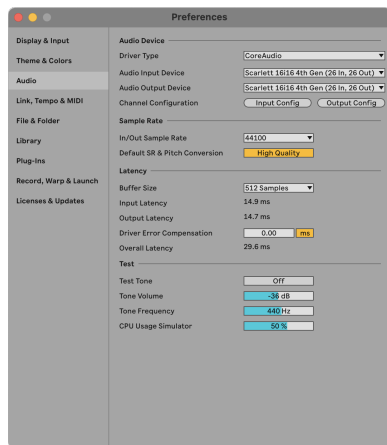 Preferences
Display & Input
Theme & Colors
Audio
Link, Tempo & MIDI
File & Folder
Library
Plug-Ins
Record, Warp & Launch
Licenses & Updates
Audio Device
Driver Type CoreAudio
Audio Input Device Scarlett 16i16 4th Gen (26 In, 26 Out)
Audio Output Device Scarlett 16i16 4th Gen (26 In, 26 Out)
Channel Configuration Input Config Output Config
Sample Rate
In/Out Sample Rate 44100
Default SR & Pitch Conversion High Quality
Latency
Buffer Size 512 Samples
Input Latency 14.9 ms
Output Latency 14.7 ms
Driver Error Compensation 0.00 ms
Overall Latency 29.6 ms
Test
Test Tone Off
Tone Volume -36 dB
Tone Frequency 440 Hz
CPU Usage Simulator 50 %